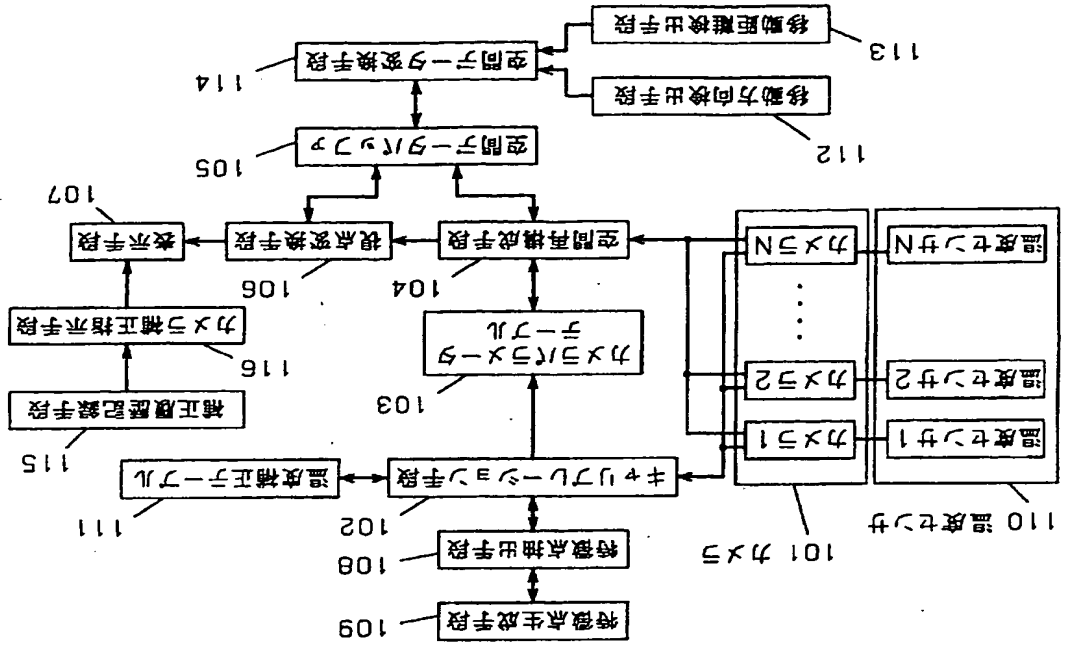 109
特徴点生成手段
108
特徴点抽出手段
110 温度センサ
101 カメラ
102
キャリブレーション手段
111
温度補正テーブル
温度センサ1
カメラ1
115
補正履歴記録手段
温度センサ2
カメラ2
103
カメラパラメータ
テーブル
116
カメラ補正指示手段
温度センサN
カメラN
104
空間再構成手段
106
視点変換手段
107
表示手段
105
空間データバッファ
112
移動方向検出手段
114
空間データ変換手段
113
移動距離検出手段